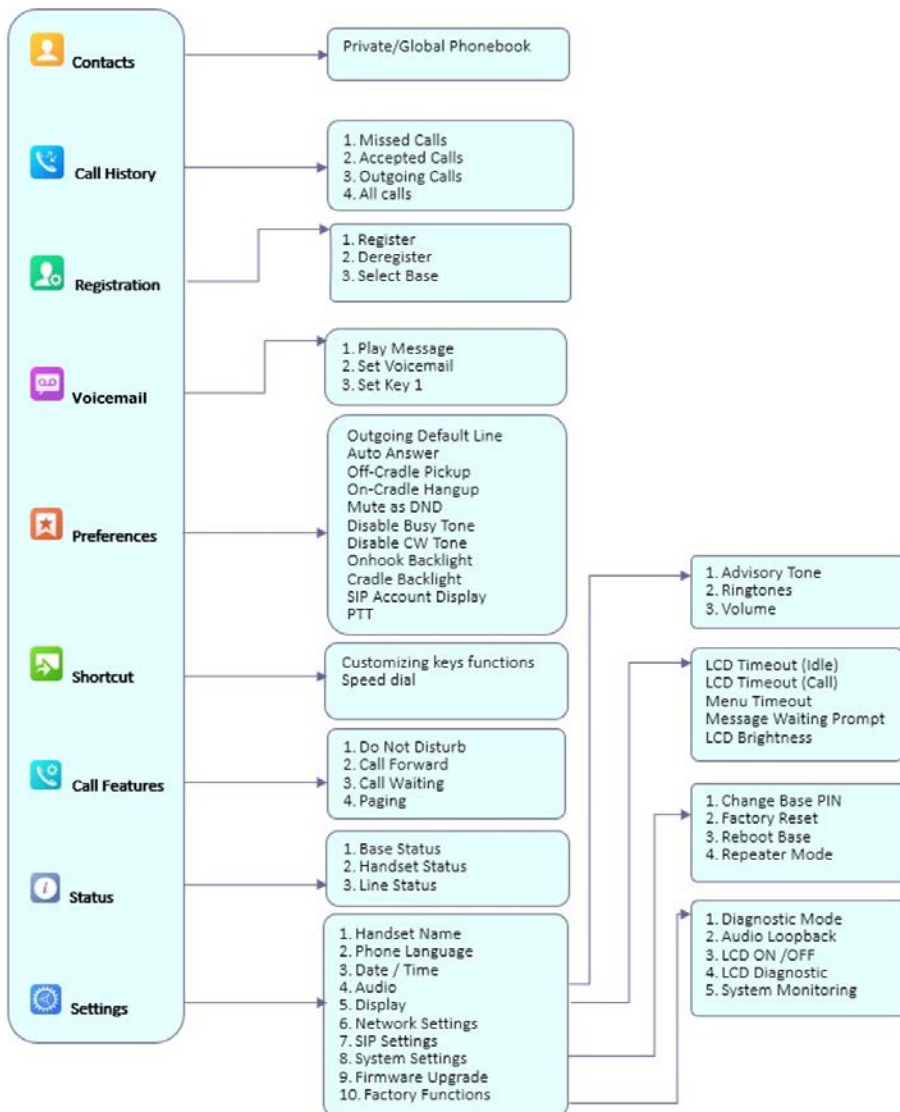 Contacts
Private/Global Phonebook
Call History
1. Missed Calls
2. Accepted Calls
3. Outgoing Calls
4. All calls
Registration
1. Register
2. Deregister
3. Select Base
Voicemail
1. Play Message
2. Set Voicemail
3. Set Key 1
Preferences
Outgoing Default Line
Auto Answer
Off-Cradle Pickup
On-Cradle Hangup
Mute as DND
Disable Busy Tone
Disable CW Tone
Onhook Backlight
Cradle Backlight
SIP Account Display
PTT
Shortcut
Customizing keys functions
Speed dial
Call Features
1. Do Not Disturb
2. Call Forward
3. Call Waiting
4. Paging
Status
1. Base Status
2. Handset Status
3. Line Status
Settings
1. Handset Name
2. Phone Language
3. Date / Time
4. Audio
5. Display
6. Network Settings
7. SIP Settings
8. System Settings
9. Firmware Upgrade
10. Factory Functions
1. Advisory Tone
2. Ringtones
3. Volume
LCD Timeout (Idle)
LCD Timeout (Call)
Menu Timeout
Message Waiting Prompt
LCD Brightness
1. Change Base PIN
2. Factory Reset
3. Reboot Base
4. Repeater Mode
1. Diagnostic Mode
2. Audio Loopback
3. LCD ON /OFF
4. LCD Diagnostic
5. System Monitoring